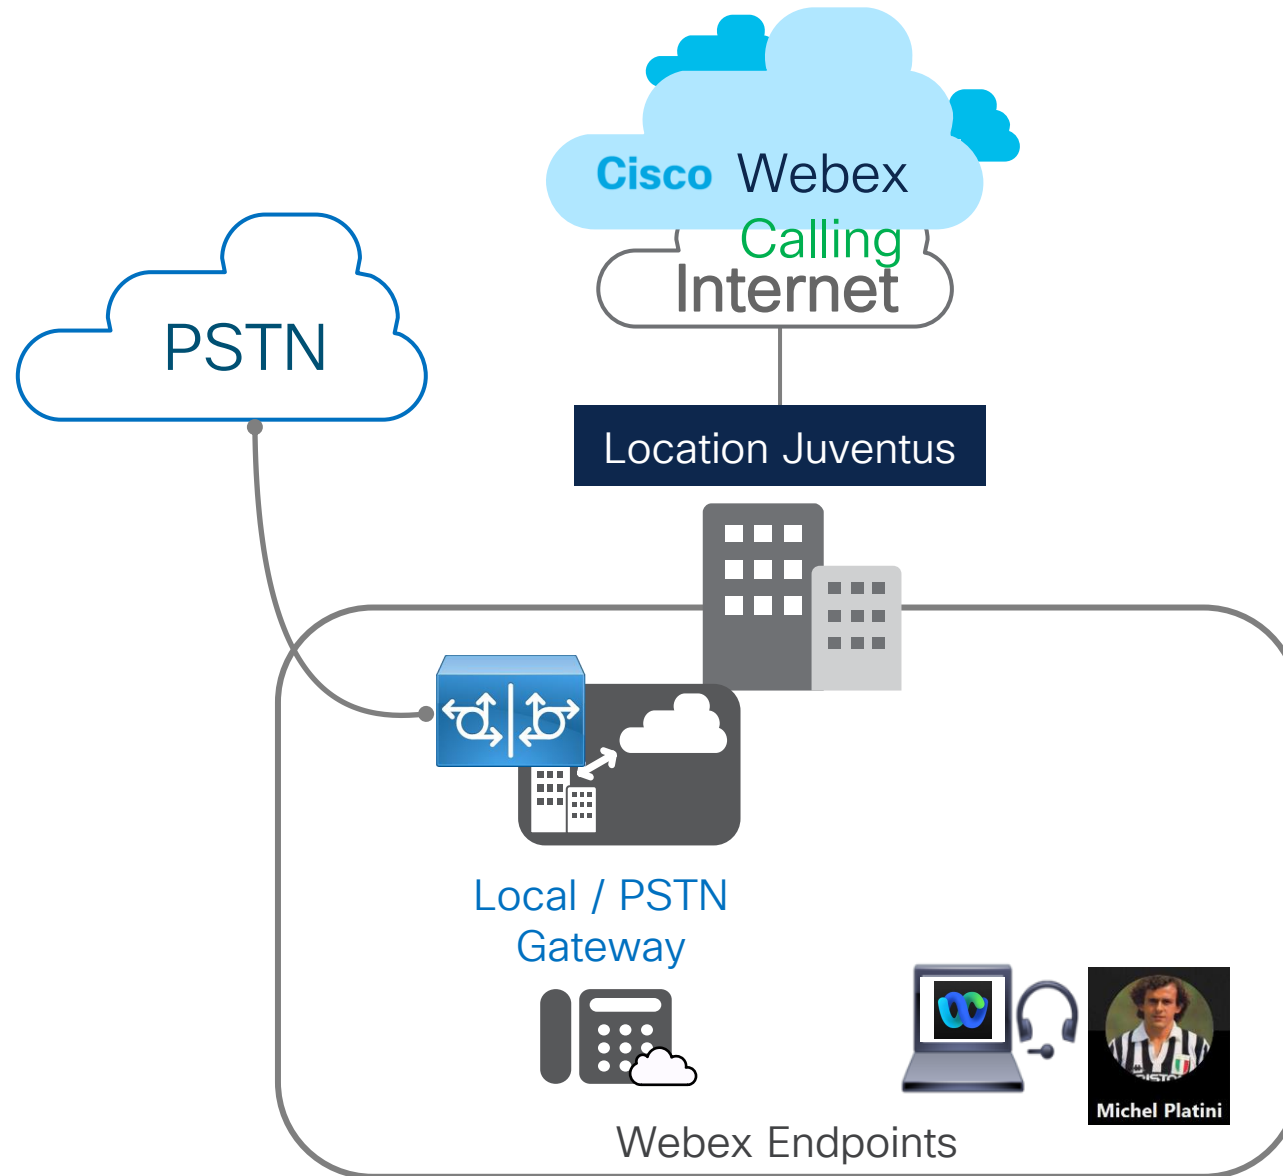 Cisco Webex
Calling
Internet
PSTN
Location Juventus
Local / PSTN
Gateway
Michel Platini
Webex Endpoints